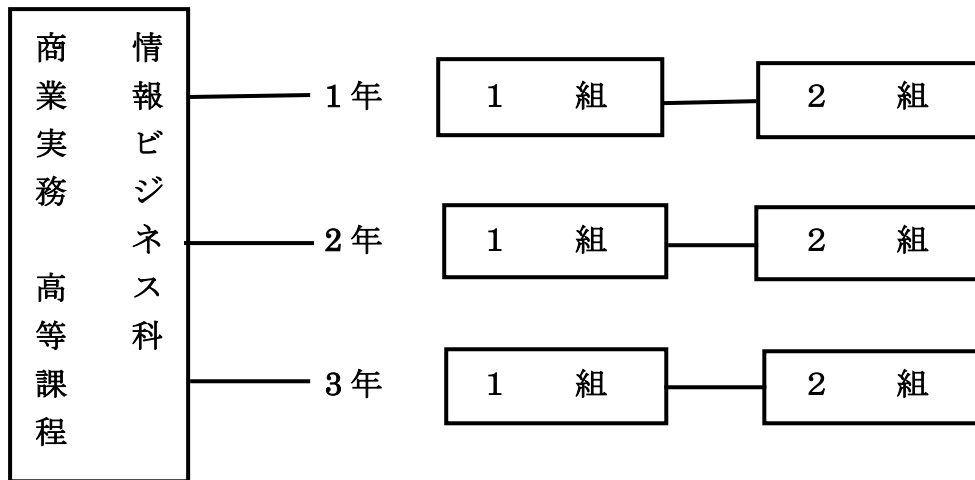 商業実務 高等課程
情報ビジネス科
1年 1 組 2 組
2年 1 組 2 組
3年 1 組 2 組